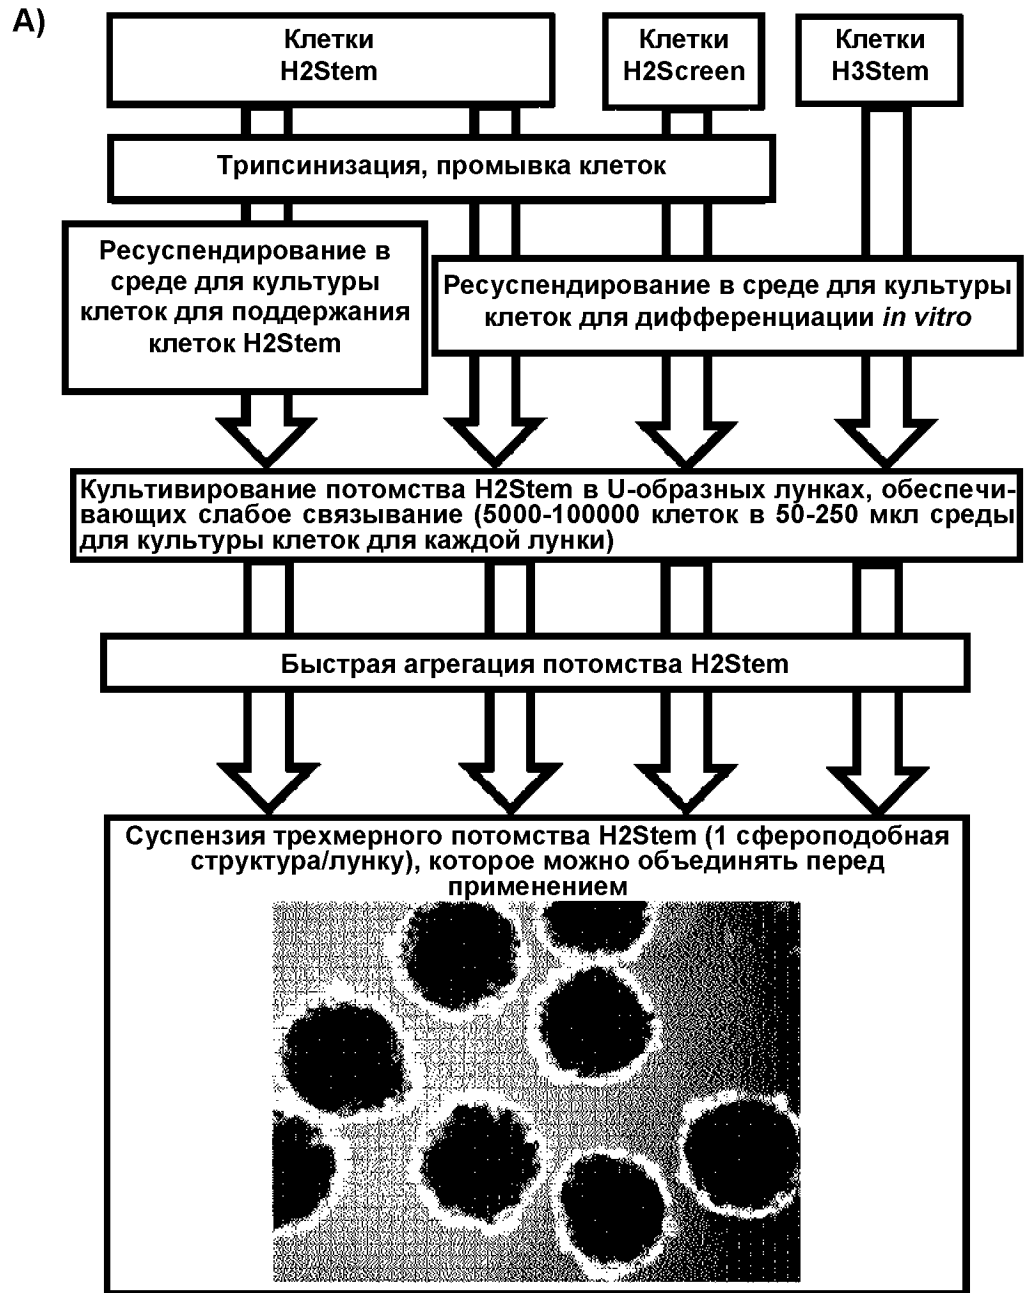 А)
Клетки
H2Stem
Клетки
H2Screen
Клетки
H3Stem
Трипсинизация, промывка клеток
Ресуспендирование в
среде для культуры
клеток для поддержания
клеток H2Stem
Ресуспендирование в среде для культуры
клеток для дифференциации in vitro
Культивирование потомства H2Stem в U-образных лунках, обеспечи-
вающих слабое связывание (5000-100000 клеток в 50-250 мкл среды
для культуры клеток для каждой лунки)
Быстрая агрегация потомства H2Stem
Суспензия трехмерного потомства H2Stem (1 сфероподобная
структура/лунку), которое можно объединять перед
применением